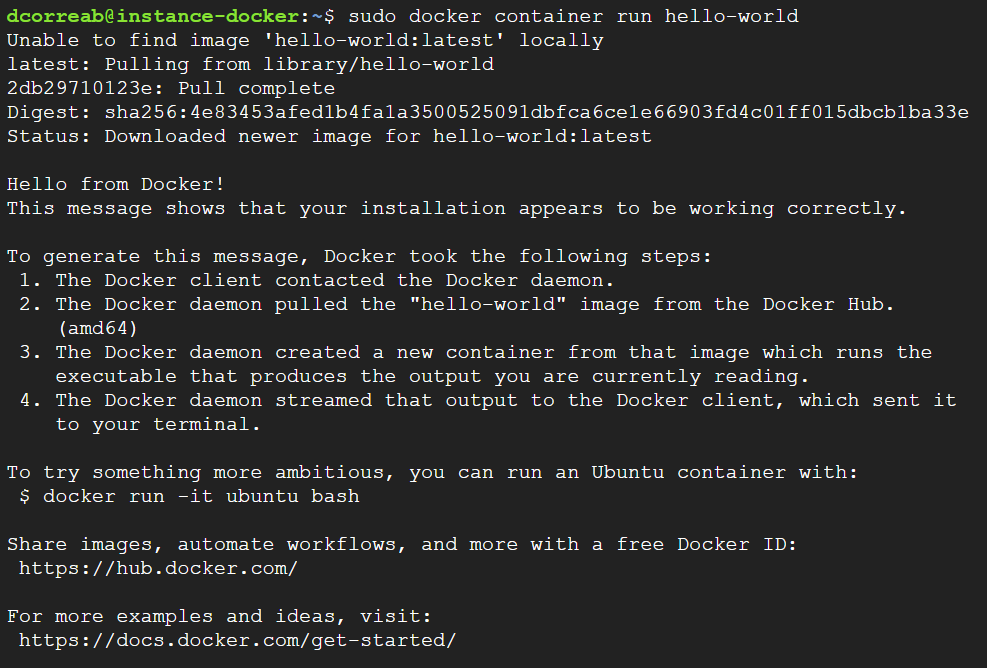 dcorreab@instance-docker:~$ sudo docker container run hello-world
Unable to find image 'hello-world:latest' locally
latest: Pulling from library/hello-world
2db29710123e: Pull complete
Digest: sha256:4e83453afed1b4fa1a3500525091dbfca6ce1e66903fd4c01ff015dbcb1ba33e
Status: Downloaded newer image for hello-world:latest

Hello from Docker!
This message shows that your installation appears to be working correctly.

To generate this message, Docker took the following steps:
 1. The Docker client contacted the Docker daemon.
 2. The Docker daemon pulled the "hello-world" image from the Docker Hub.
    (amd64)
 3. The Docker daemon created a new container from that image which runs the
    executable that produces the output you are currently reading.
 4. The Docker daemon streamed that output to the Docker client, which sent it
    to your terminal.

To try something more ambitious, you can run an Ubuntu container with:
 $ docker run -it ubuntu bash

Share images, automate workflows, and more with a free Docker ID:
 https://hub.docker.com/

For more examples and ideas, visit:
 https://docs.docker.com/get-started/